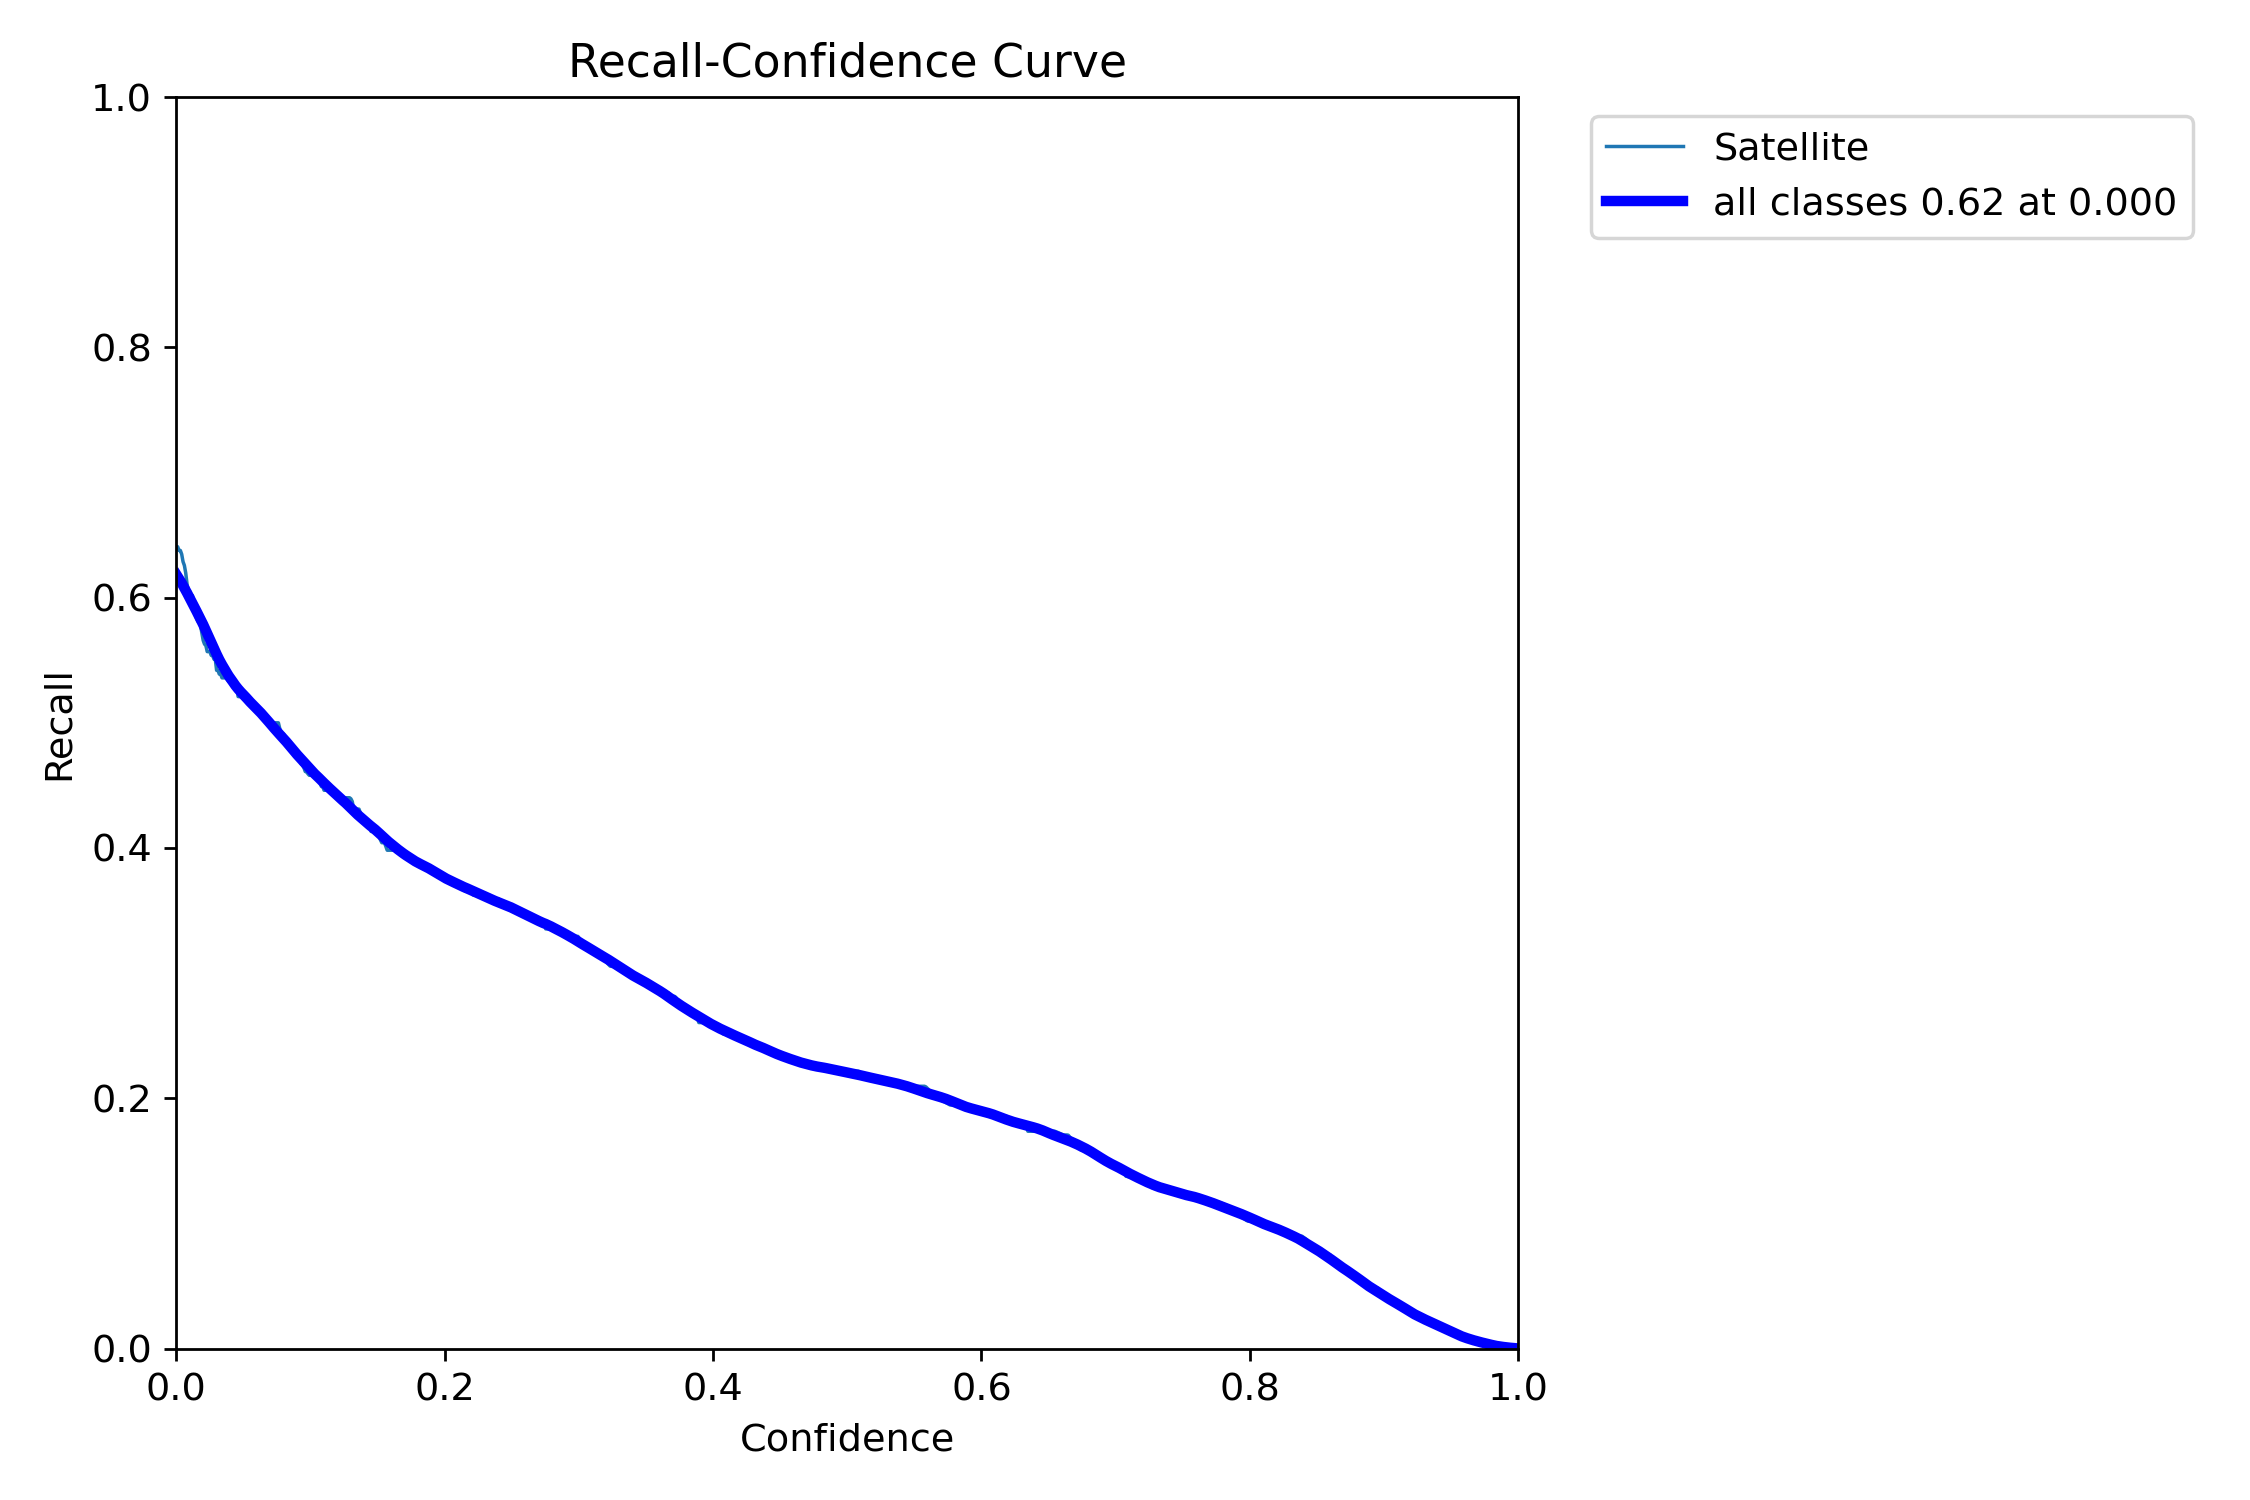 Recall-Confidence Curve
1.0
0.8
0.6
0.4
0.2
0.0
Recall
0.0 0.2 0.4 0.6 0.8 1.0
Confidence
Satellite
all classes 0.62 at 0.000